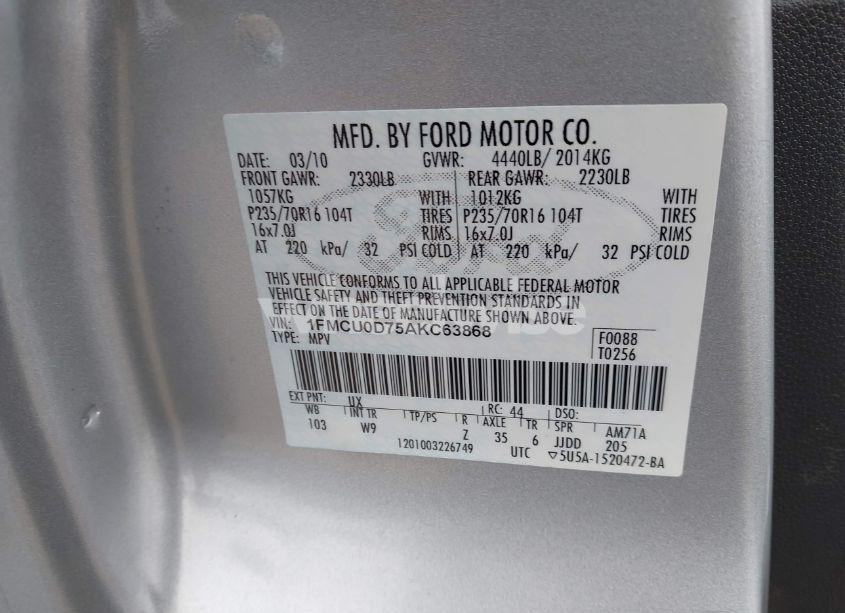 MFD. BY FORD MOTOR CO.
DATE: 03/10 GVWR: 4440LB/ 2014KG
FRONT GAWR: 2330LB REAR GAWR: 2230LB
1057KG WITH 1012KG WITH
P235/70R16 104T TIRES P235/70R16 104T TIRES
16x7.0J RIMS 16x7.0J RIMS
AT 220 kPa/ 32 PSI COLD AT 220 kPa/ 32 PSI COLD
THIS VEHICLE CONFORMS TO ALL APPLICABLE FEDERAL MOTOR
VEHICLE SAFETY AND THEFT PREVENTION STANDARDS IN
EFFECT ON THE DATE OF MANUFACTURE SHOWN ABOVE.
VIN: 1FMCU0D75AKC63868 F0088
TYPE: MPV T0256
EXT PNT: UX RC: 44 DSO:
WB INT TR TP/PS R AXLE TR SPR AM71A
103 W9 Z 35 6 JJDD 205
1201003226749 UTC ▽5U5A-1520472-BA